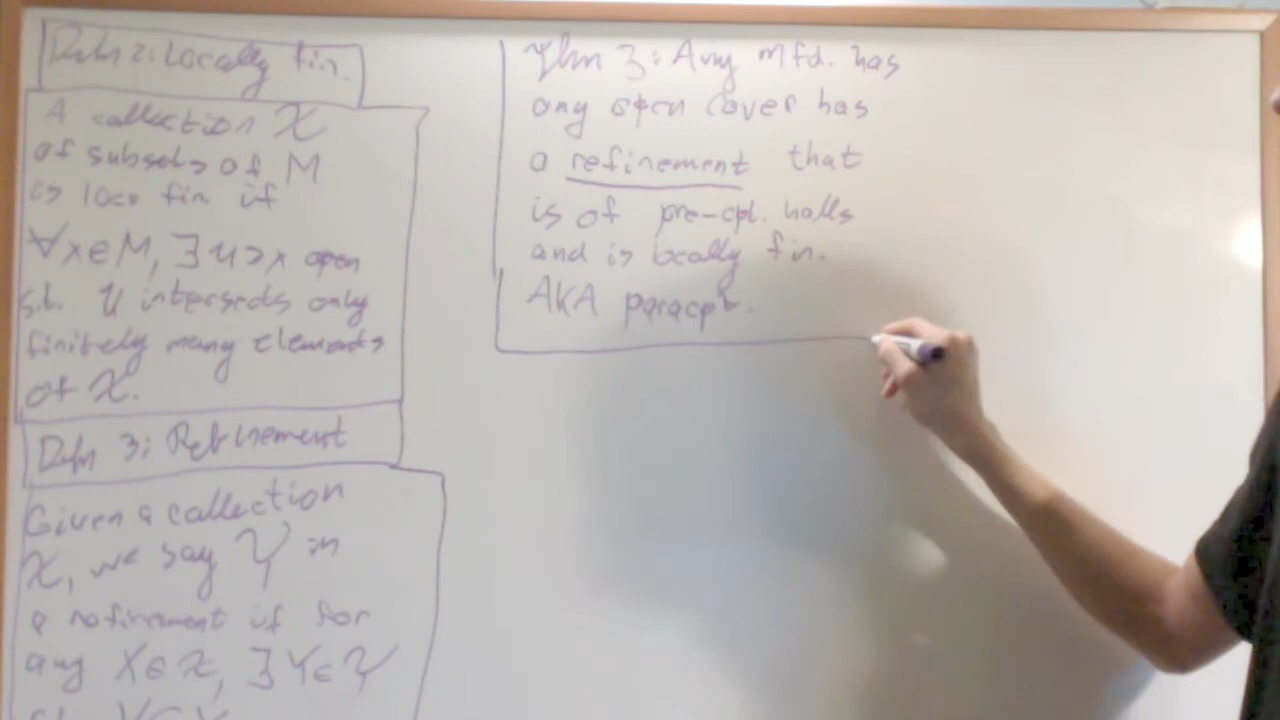 Defn 2: Locally fin.
A collection X
of subsets of M
is loc. fin if
∀x∈M, ∃U∋x open
s.t. U intersects only
finitely many elements
of X.
Defn 3: Refinement
Given a collection
X, we say Y is
a refinement if for
any X∈X, ∃Y∈Y
Thm 3: Any mfd. has
any open cover has
a refinement that
is of pre-cpt. balls
and is locally fin.
AKA paracpt.